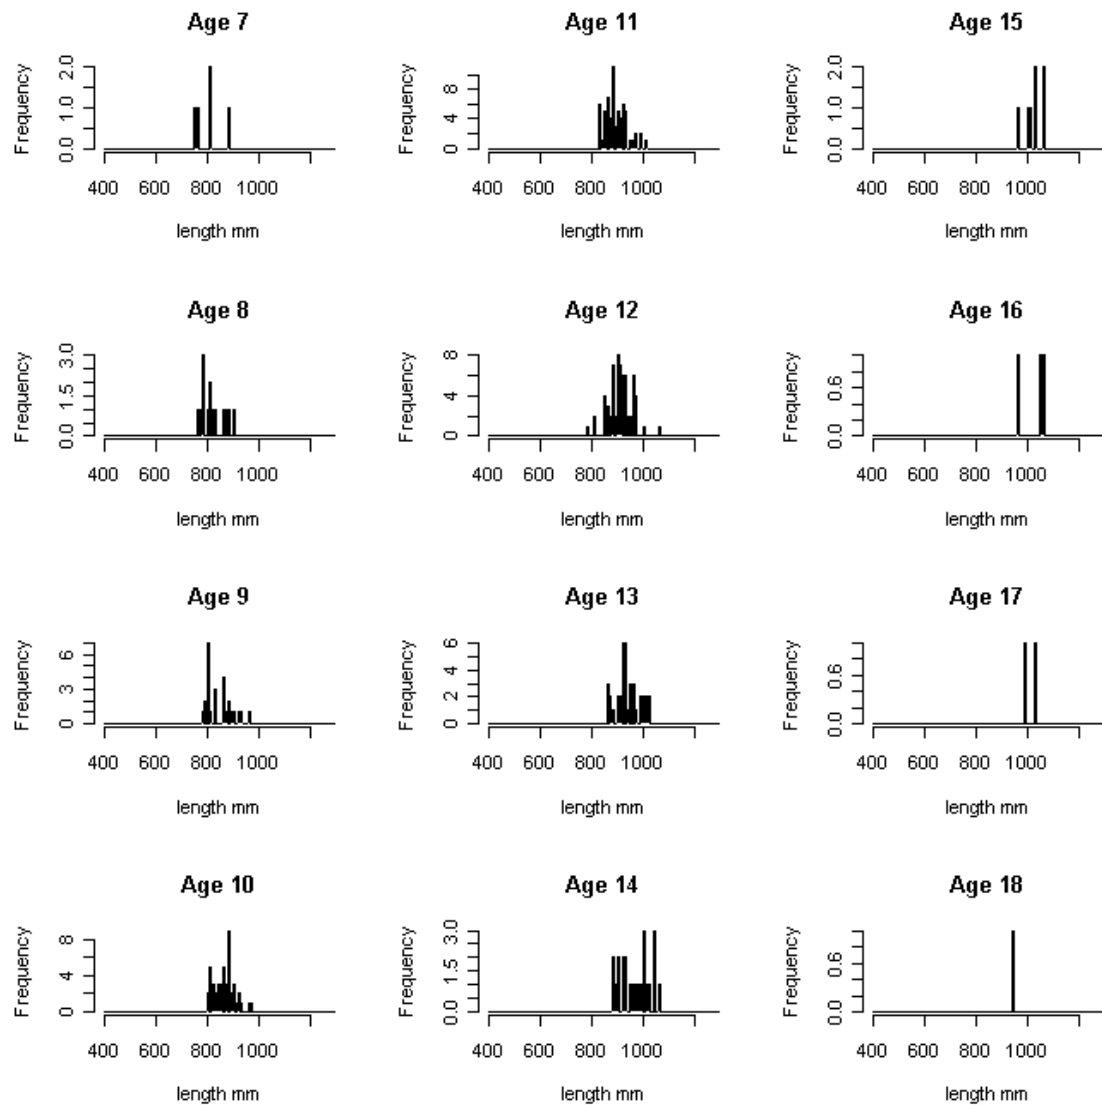 Age 7
Frequency
0.0 1.0 2.0
400 600 800 1000
length mm
Age 11
Frequency
0 4 8
400 600 800 1000
length mm
Age 15
Frequency
0.0 1.0 2.0
400 600 800 1000
length mm
Age 8
Frequency
0.0 1.5 3.0
400 600 800 1000
length mm
Age 12
Frequency
0 4 8
400 600 800 1000
length mm
Age 16
Frequency
0.0 0.6
400 600 800 1000
length mm
Age 9
Frequency
0 3 6
400 600 800 1000
length mm
Age 13
Frequency
0 2 4 6
400 600 800 1000
length mm
Age 17
Frequency
0.0 0.6
400 600 800 1000
length mm
Age 10
Frequency
0 4 8
400 600 800 1000
length mm
Age 14
Frequency
0.0 1.5 3.0
400 600 800 1000
length mm
Age 18
Frequency
0.0 0.6
400 600 800 1000
length mm